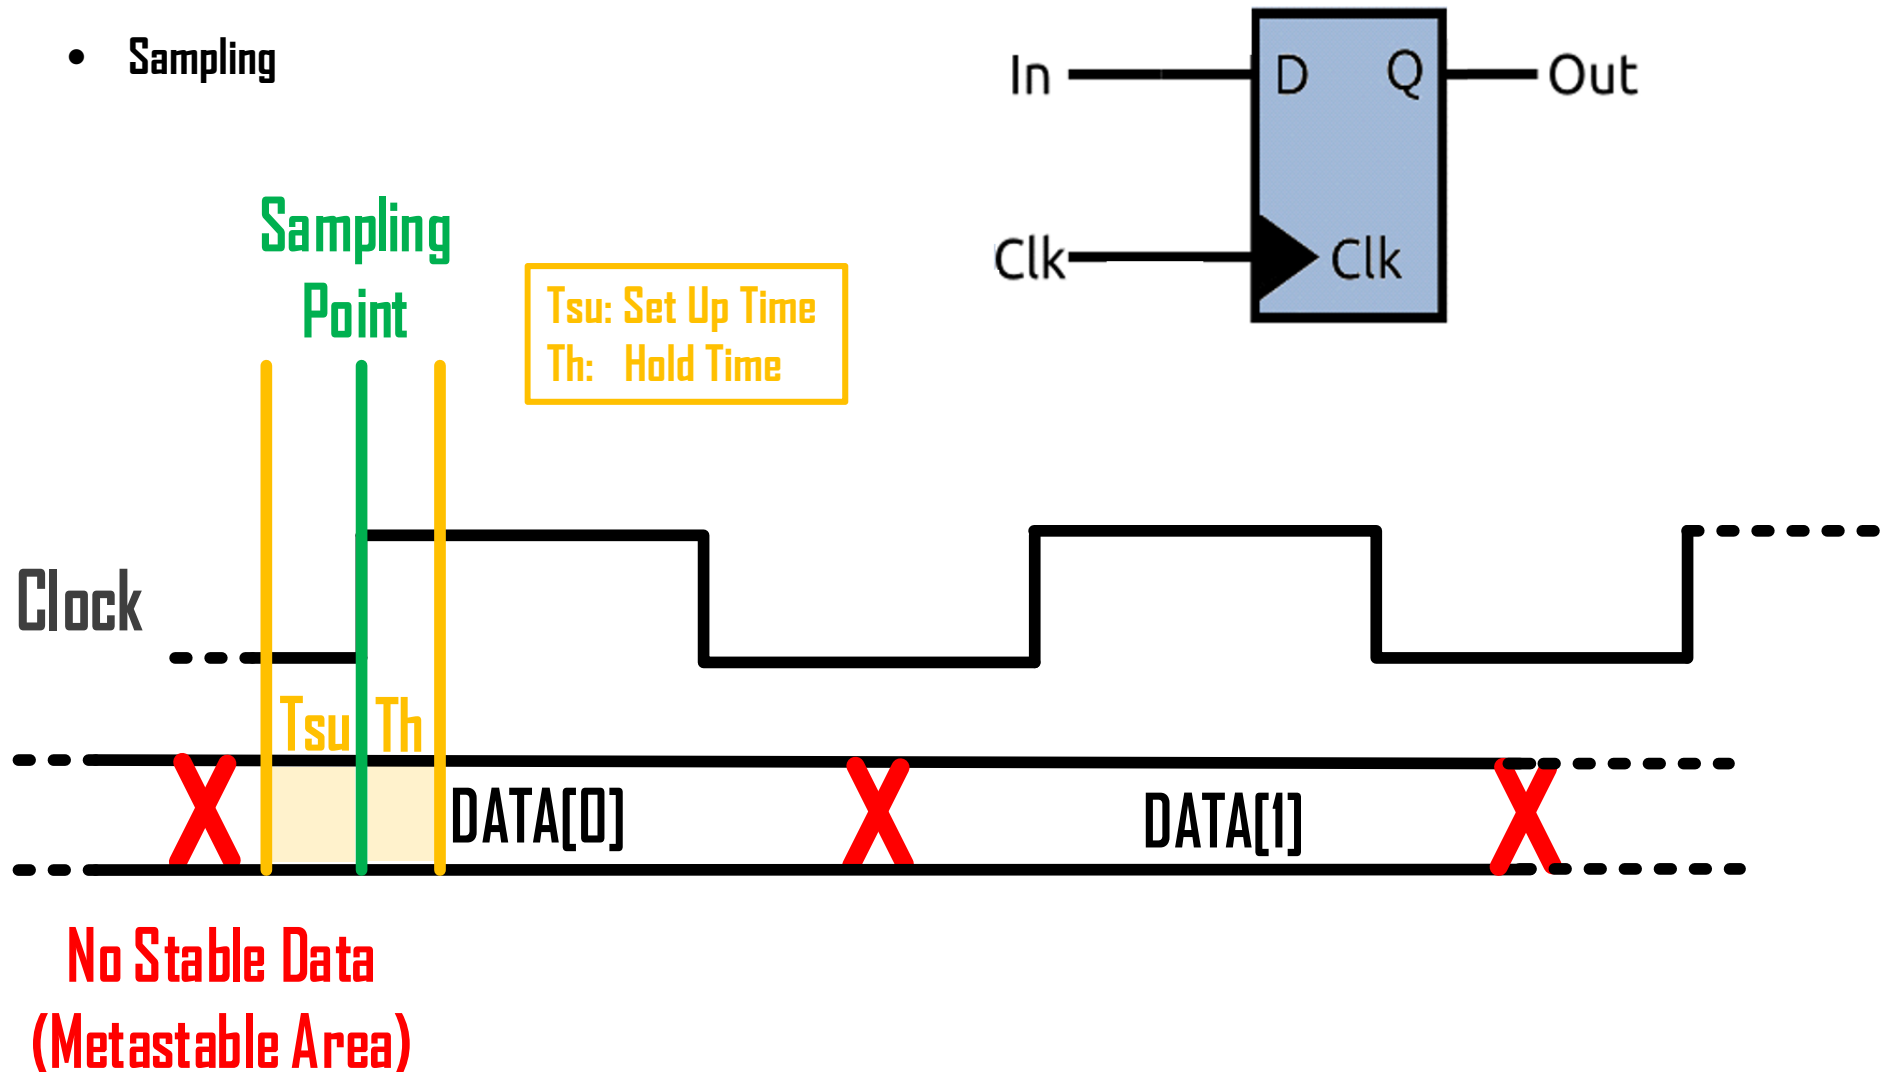 Sampling
In
D
Q
Out
Clk
Clk
Sampling
Point
Tsu: Set Up Time
Th: Hold Time
Clock
Tsu
Th
DATA[0]
DATA[1]
No Stable Data
(Metastable Area)